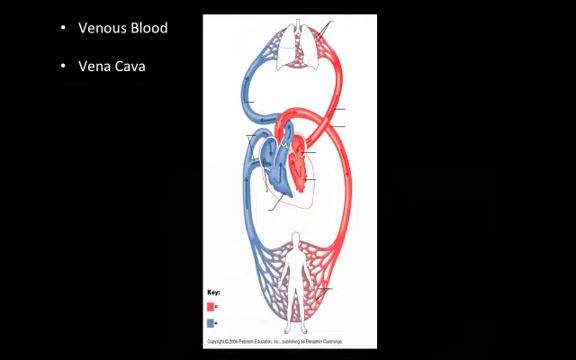 • Venous Blood
• Vena Cava
Key:
=
=
Copyright © 2004 Pearson Education, Inc., publishing as Benjamin Cummings.